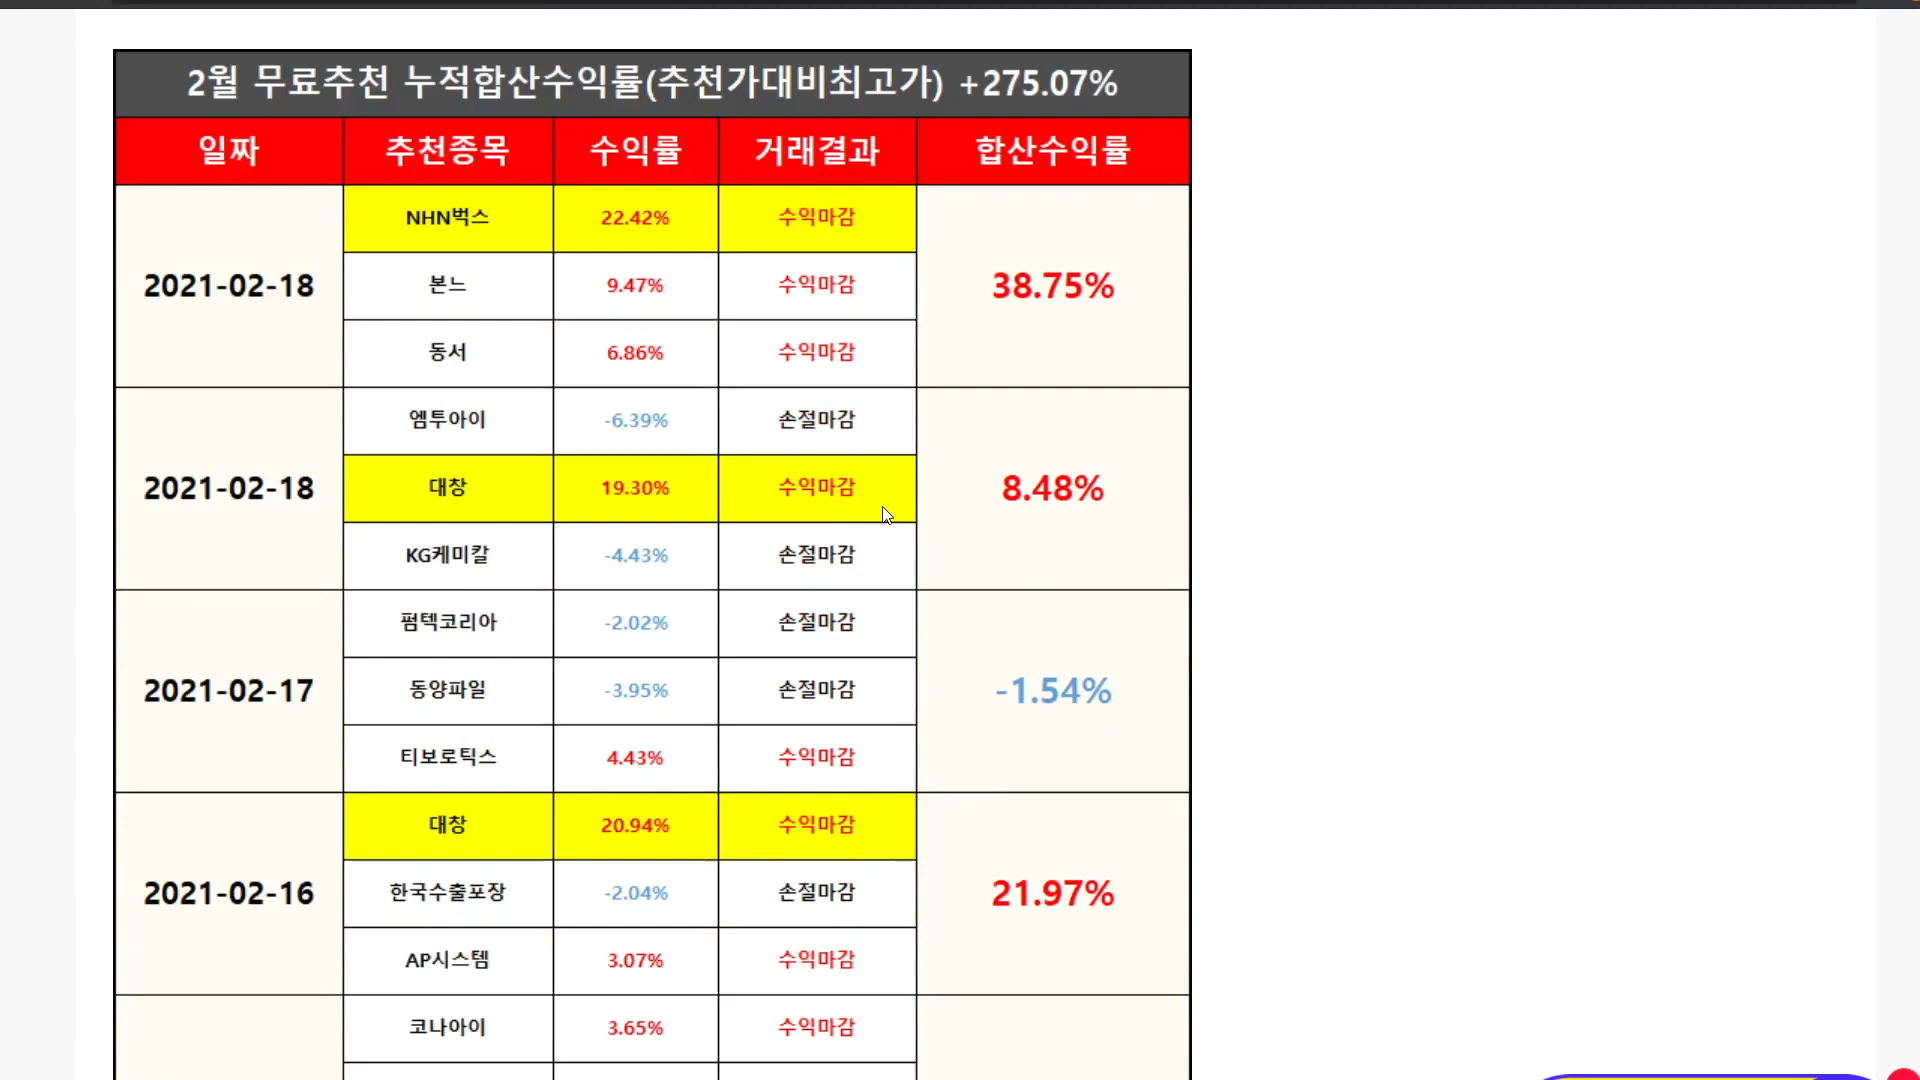 2월 무료추천 누적합산수익률(추천가대비최고가) +275.07%
일짜 추천종목 수익률 거래결과 합산수익률
2021-02-18 NHN벅스 22.42% 수익마감 38.75%
본느 9.47% 수익마감
동서 6.86% 수익마감
2021-02-18 엠투아이 -6.39% 손절마감 8.48%
대창 19.30% 수익마감
KG케미칼 -4.43% 손절마감
2021-02-17 펌텍코리아 -2.02% 손절마감 -1.54%
동양파일 -3.95% 손절마감
티보로틱스 4.43% 수익마감
2021-02-16 대창 20.94% 수익마감 21.97%
한국수출포장 -2.04% 손절마감
AP시스템 3.07% 수익마감
코나아이 3.65% 수익마감